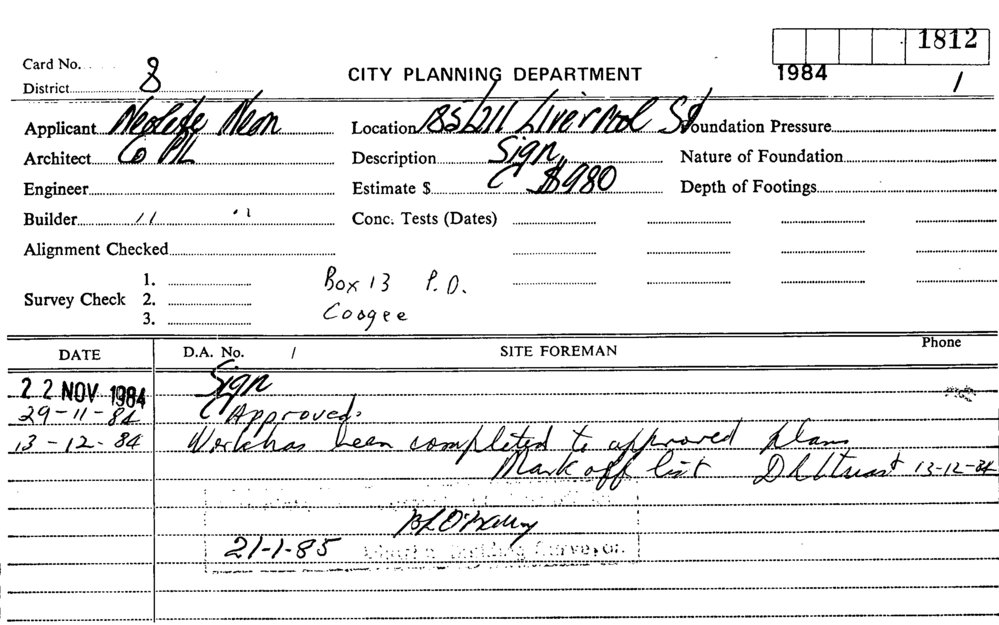 1812
Card No. 8
CITY PLANNING DEPARTMENT
1984 /
District
Applicant Neolite Neon
Location 185/211 Liverpool St
Foundation Pressure
Architect Co P/L
Description Sign
Nature of Foundation
Engineer
Estimate $ $980
Depth of Footings
Builder " "
Conc. Tests (Dates)
Alignment Checked
Survey Check 1.
2.
3.
Box 13 P.O.
Coogee
DATE D.A. No. / SITE FOREMAN Phone
22 NOV 1984 Sign
29-11-84 Approved.
13-12-84 Work has been completed to approved plans
Mark off list 13-12-84
21-1-85 Building Surveyor.